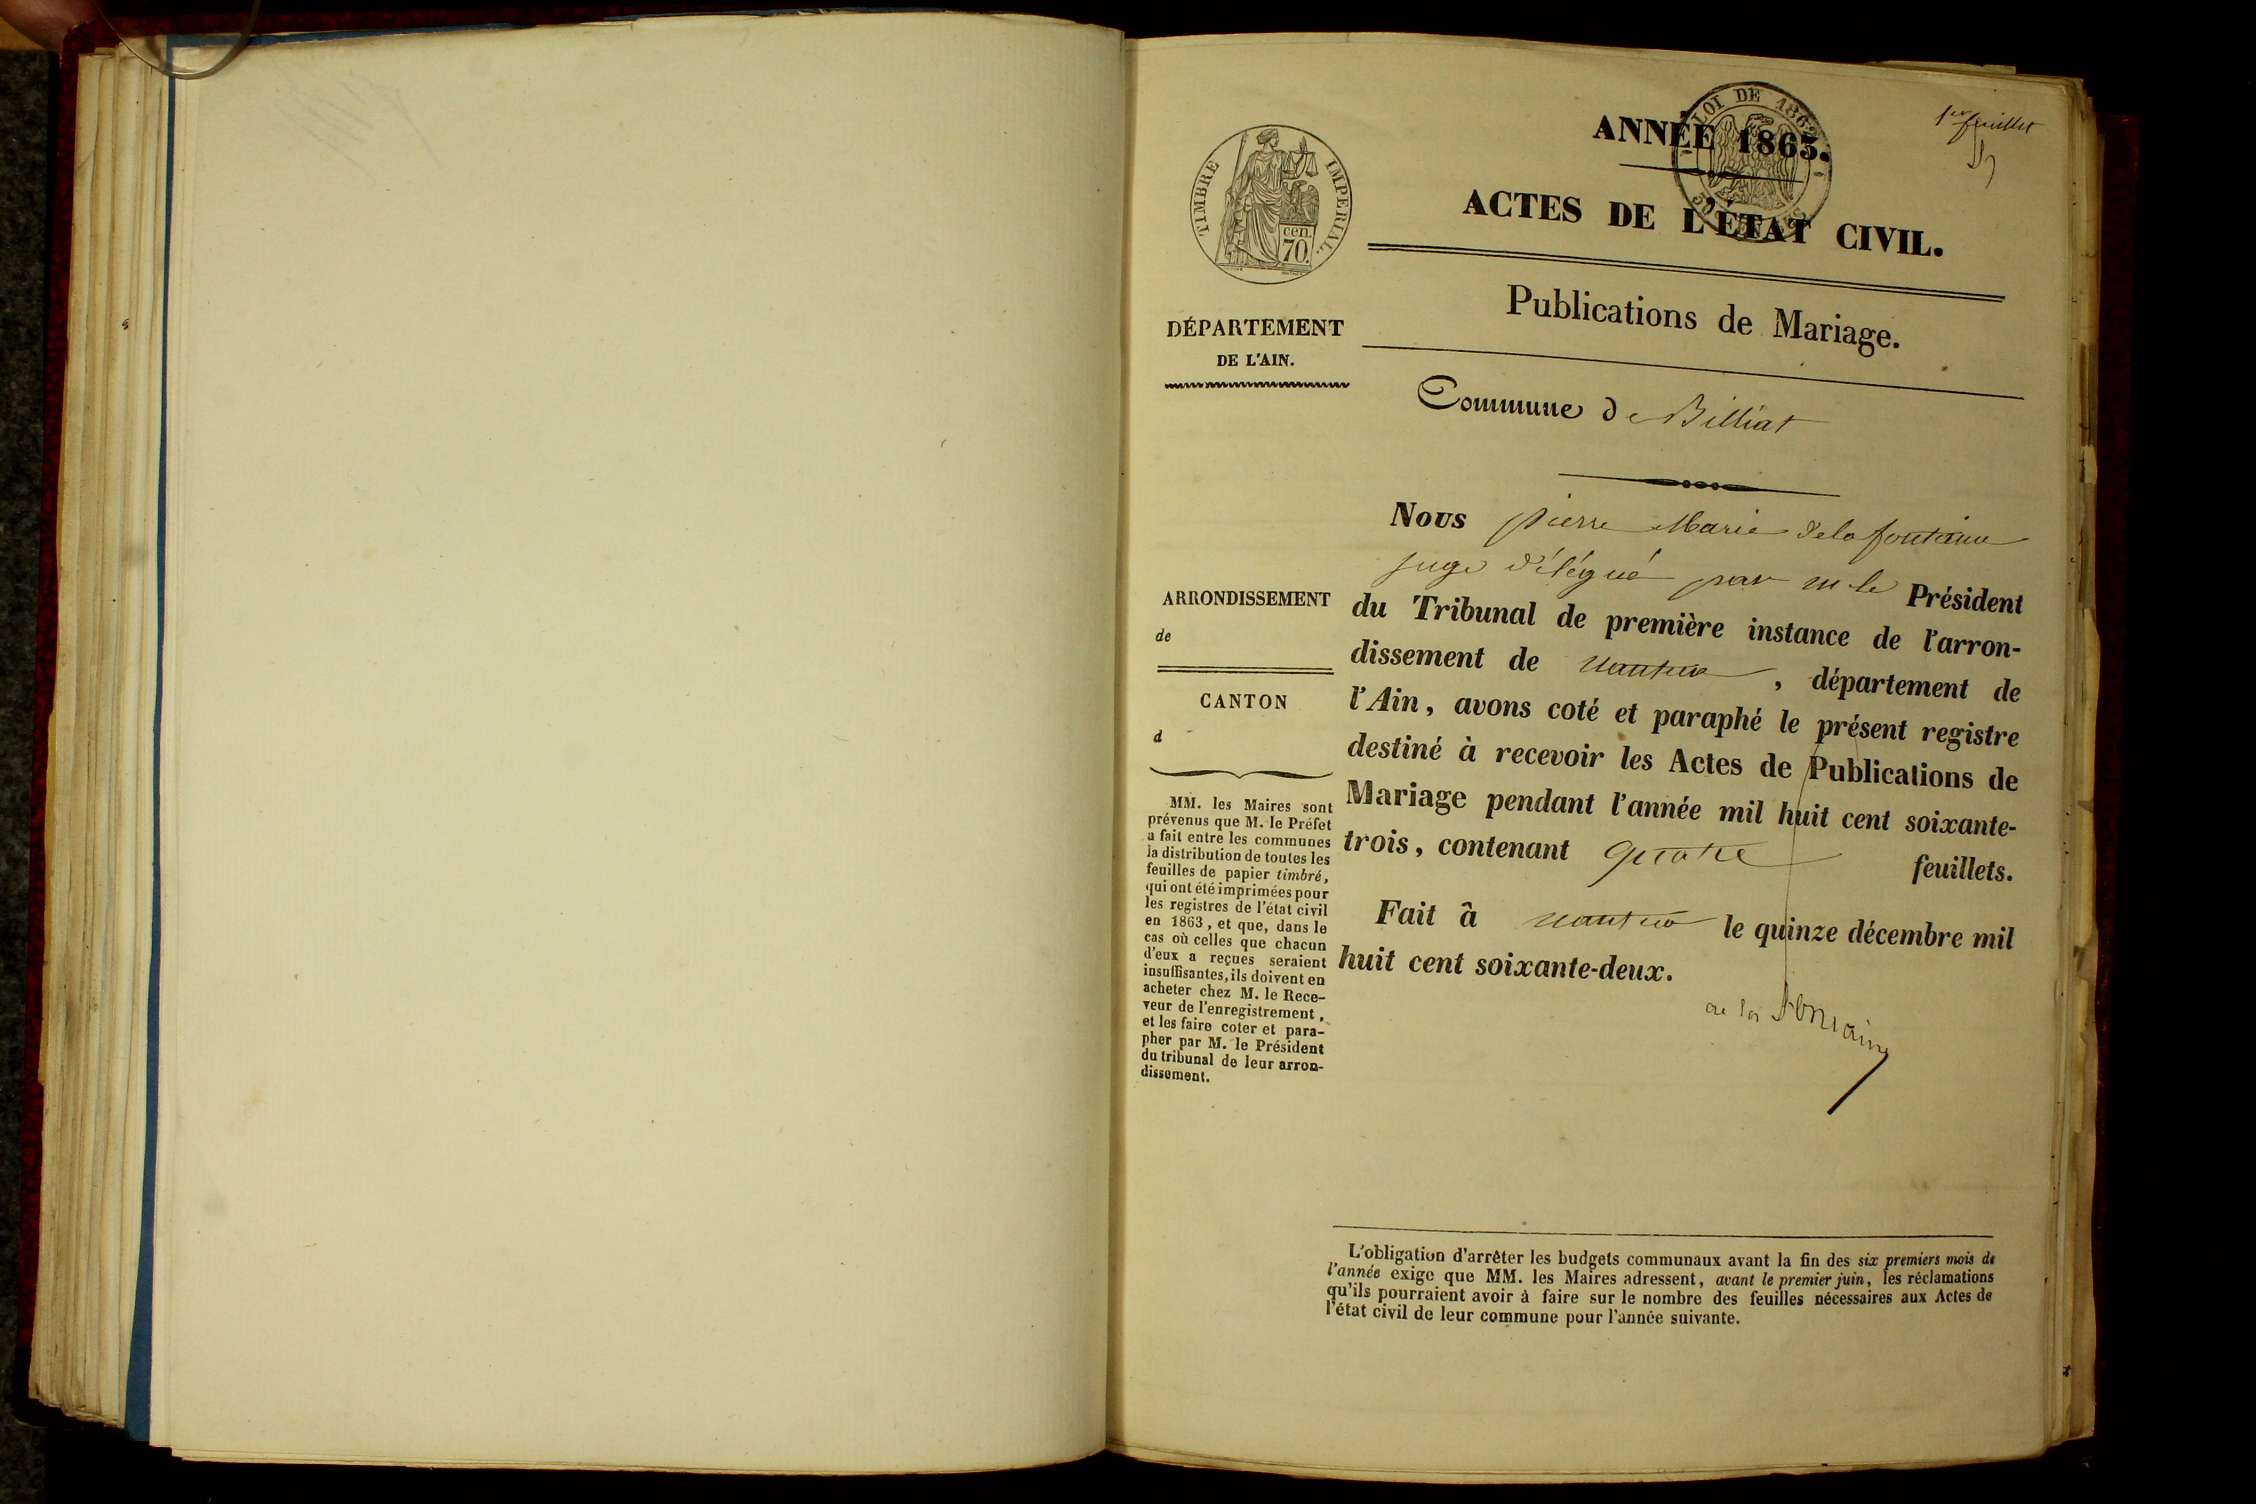 1er feuillet
LOI DE 1862
ANNÉE 1863.
TIMBRE IMPERIAL.
cen.
70.
ACTES DE L'ÉTAT CIVIL.
Publications de Mariage.
DÉPARTEMENT
DE L'AIN.
Commune de Billiat
Nous pierre Marie delafontaine
juge délégué par m le Président
du Tribunal de première instance de l'arron-
dissement de nantua, département de
l'Ain, avons coté et paraphé le présent registre
destiné à recevoir les Actes de Publications de
Mariage pendant l'année mil huit cent soixante-
trois, contenant quatre feuillets.
Fait à nantua le quinze décembre mil
huit cent soixante-deux.
de la fontaine
ARRONDISSEMENT
de
CANTON
d
MM. les Maires sont
prévenus que M. le Préfet
a fait entre les communes
la distribution de toutes les
feuilles de papier timbré,
qui ont été imprimées pour
les registres de l'état civil
en 1863, et que, dans le
cas où celles que chacun
d'eux a reçues seraient
insuffisantes, ils doivent en
acheter chez M. le Rece-
veur de l'enregistrement,
et les faire coter et para-
pher par M. le Président
du tribunal de leur arron-
dissement.
L'obligation d'arrêter les budgets communaux avant la fin des six premiers mois de
l'année exige que MM. les Maires adressent, avant le premier juin, les réclamations
qu'ils pourraient avoir à faire sur le nombre des feuilles nécessaires aux Actes de
l'état civil de leur commune pour l'année suivante.